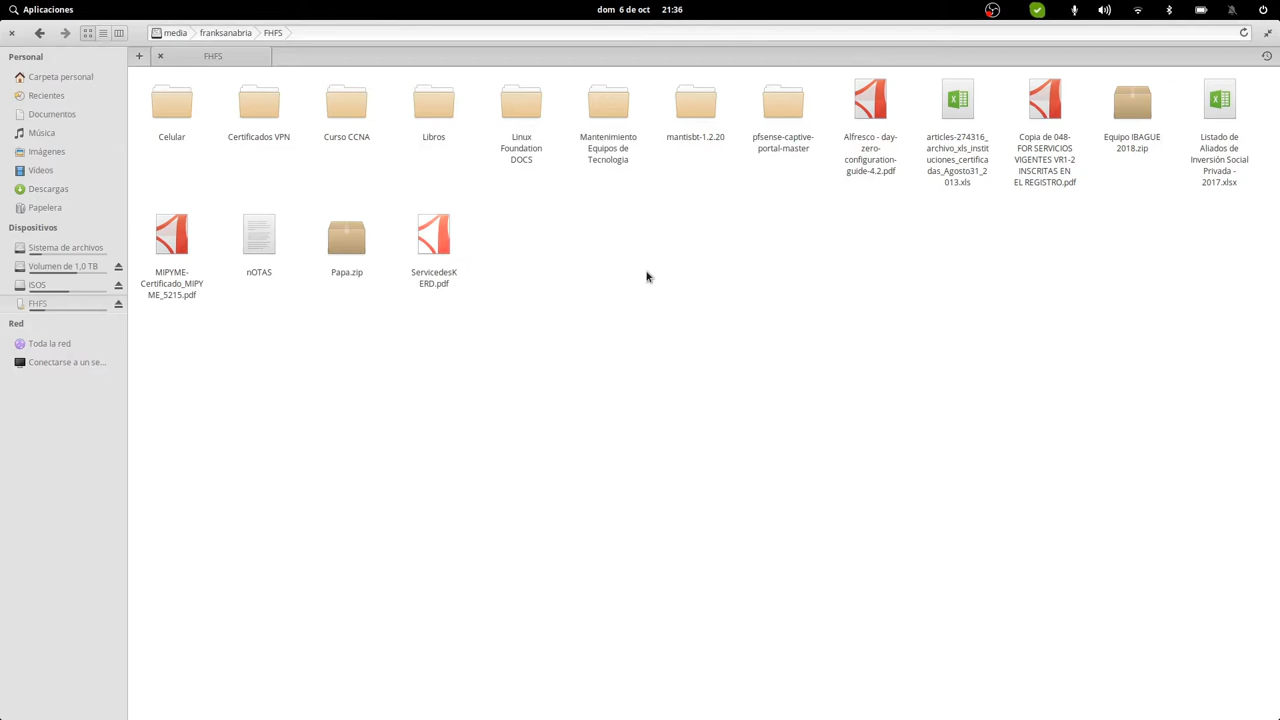 Aplicaciones
dom 6 de oct 21:36
media franksanabria FHFS
FHFS
Personal
Carpeta personal
Recientes
Documentos
Música
Imágenes
Vídeos
Descargas
Papelera
Dispositivos
Sistema de archivos
Volumen de 1,0 TB
ISOS
FHFS
Red
Toda la red
Conectarse a un se...
Celular
Certificados VPN
Curso CCNA
Libros
Linux
Foundation
DOCS
Mantenimiento
Equipos de
Tecnologia
mantisbt-1.2.20
pfsense-captive-
portal-master
Alfresco - day-
zero-
configuration-
guide-4.2.pdf
articles-274316_
archivo_xls_instit
uciones_certifica
das_Agosto31_2
013.xls
Copia de 048-
FOR SERVICIOS
VIGENTES VR1-2
INSCRITAS EN
EL REGISTRO.pdf
Equipo IBAGUE
2018.zip
Listado de
Aliados de
Inversión Social
Privada -
2017.xlsx
MIPYME-
Certificado_MIPY
ME_5215.pdf
nOTAS
Papa.zip
ServicedesK
ERD.pdf